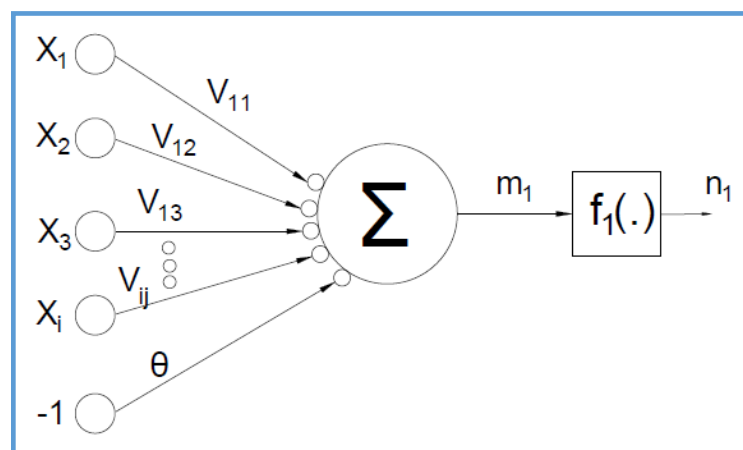 X₁
V₁₁
X₂
V₁₂
X₃
V₁₃
Xᵢ
Vᵢⱼ
-1
θ
Σ
m₁
f₁(.)
n₁